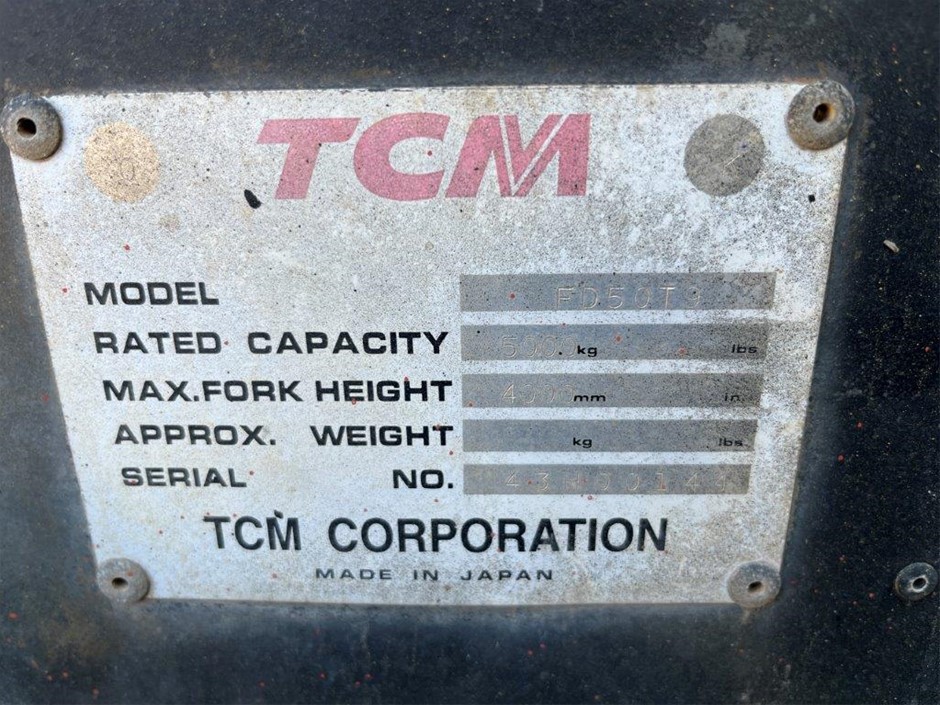 TCM
MODEL FD50T9
RATED CAPACITY 5000 kg lbs
MAX. FORK HEIGHT mm in
APPROX. WEIGHT kg lbs
SERIAL NO.
TCM CORPORATION
MADE IN JAPAN